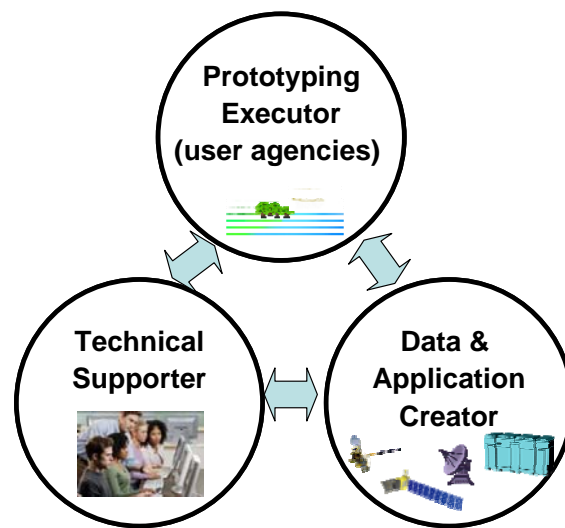 Prototyping
Executor
(user agencies)
Technical
Supporter
Data &
Application
Creator